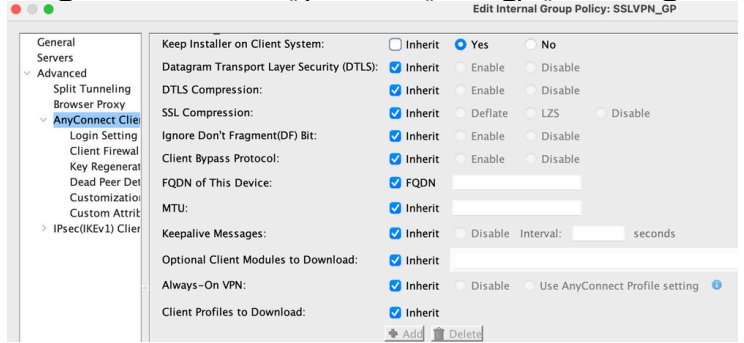 Edit Internal Group Policy: SSLVPN_GP
General
Servers
Advanced
Split Tunneling
Browser Proxy
AnyConnect Clie
Login Setting
Client Firewal
Key Regenerat
Dead Peer Det
Customization
Custom Attrib
IPsec(IKEv1) Clier
Keep Installer on Client System: Inherit Yes No
Datagram Transport Layer Security (DTLS): Inherit Enable Disable
DTLS Compression: Inherit Enable Disable
SSL Compression: Inherit Deflate LZS Disable
Ignore Don't Fragment(DF) Bit: Inherit Enable Disable
Client Bypass Protocol: Inherit Enable Disable
FQDN of This Device: FQDN
MTU: Inherit
Keepalive Messages: Inherit Disable Interval: seconds
Optional Client Modules to Download: Inherit
Always-On VPN: Inherit Disable Use AnyConnect Profile setting
Client Profiles to Download: Inherit
Add Delete